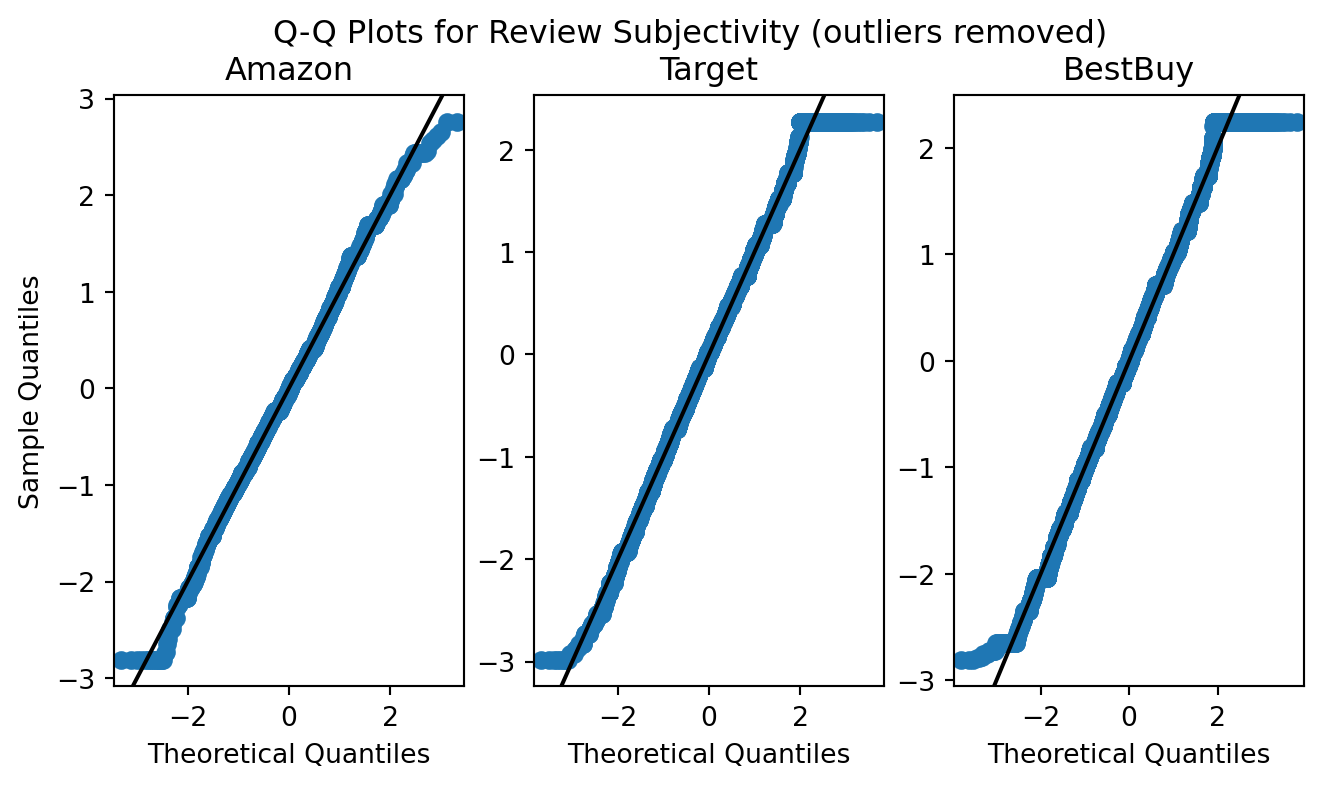 Q-Q Plots for Review Subjectivity (outliers removed)
Amazon
Target
BestBuy
Sample Quantiles
3
2
1
0
−1
−2
−3
−2 0 2
Theoretical Quantiles
2
1
0
−1
−2
−3
−2 0 2
Theoretical Quantiles
2
1
0
−1
−2
−3
−2 0 2
Theoretical Quantiles